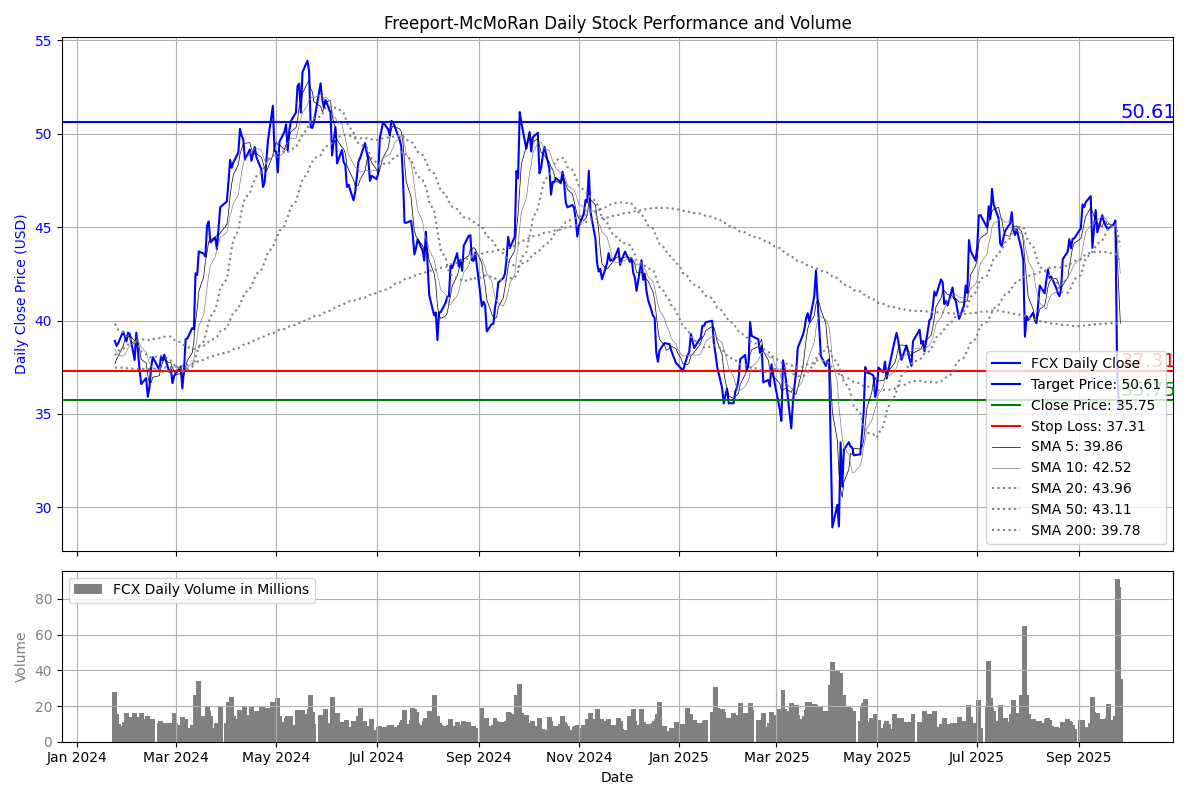 Freeport-McMoRan Daily Stock Performance and Volume
55
50
45
40
35
30
Daily Close Price (USD)
50.61
37.31
35.75
FCX Daily Close
Target Price: 50.61
Close Price: 35.75
Stop Loss: 37.31
SMA 5: 39.86
SMA 10: 42.52
SMA 20: 43.96
SMA 50: 43.11
SMA 200: 39.78
FCX Daily Volume in Millions
80
60
40
20
0
Volume
Jan 2024 Mar 2024 May 2024 Jul 2024 Sep 2024 Nov 2024 Jan 2025 Mar 2025 May 2025 Jul 2025 Sep 2025
Date